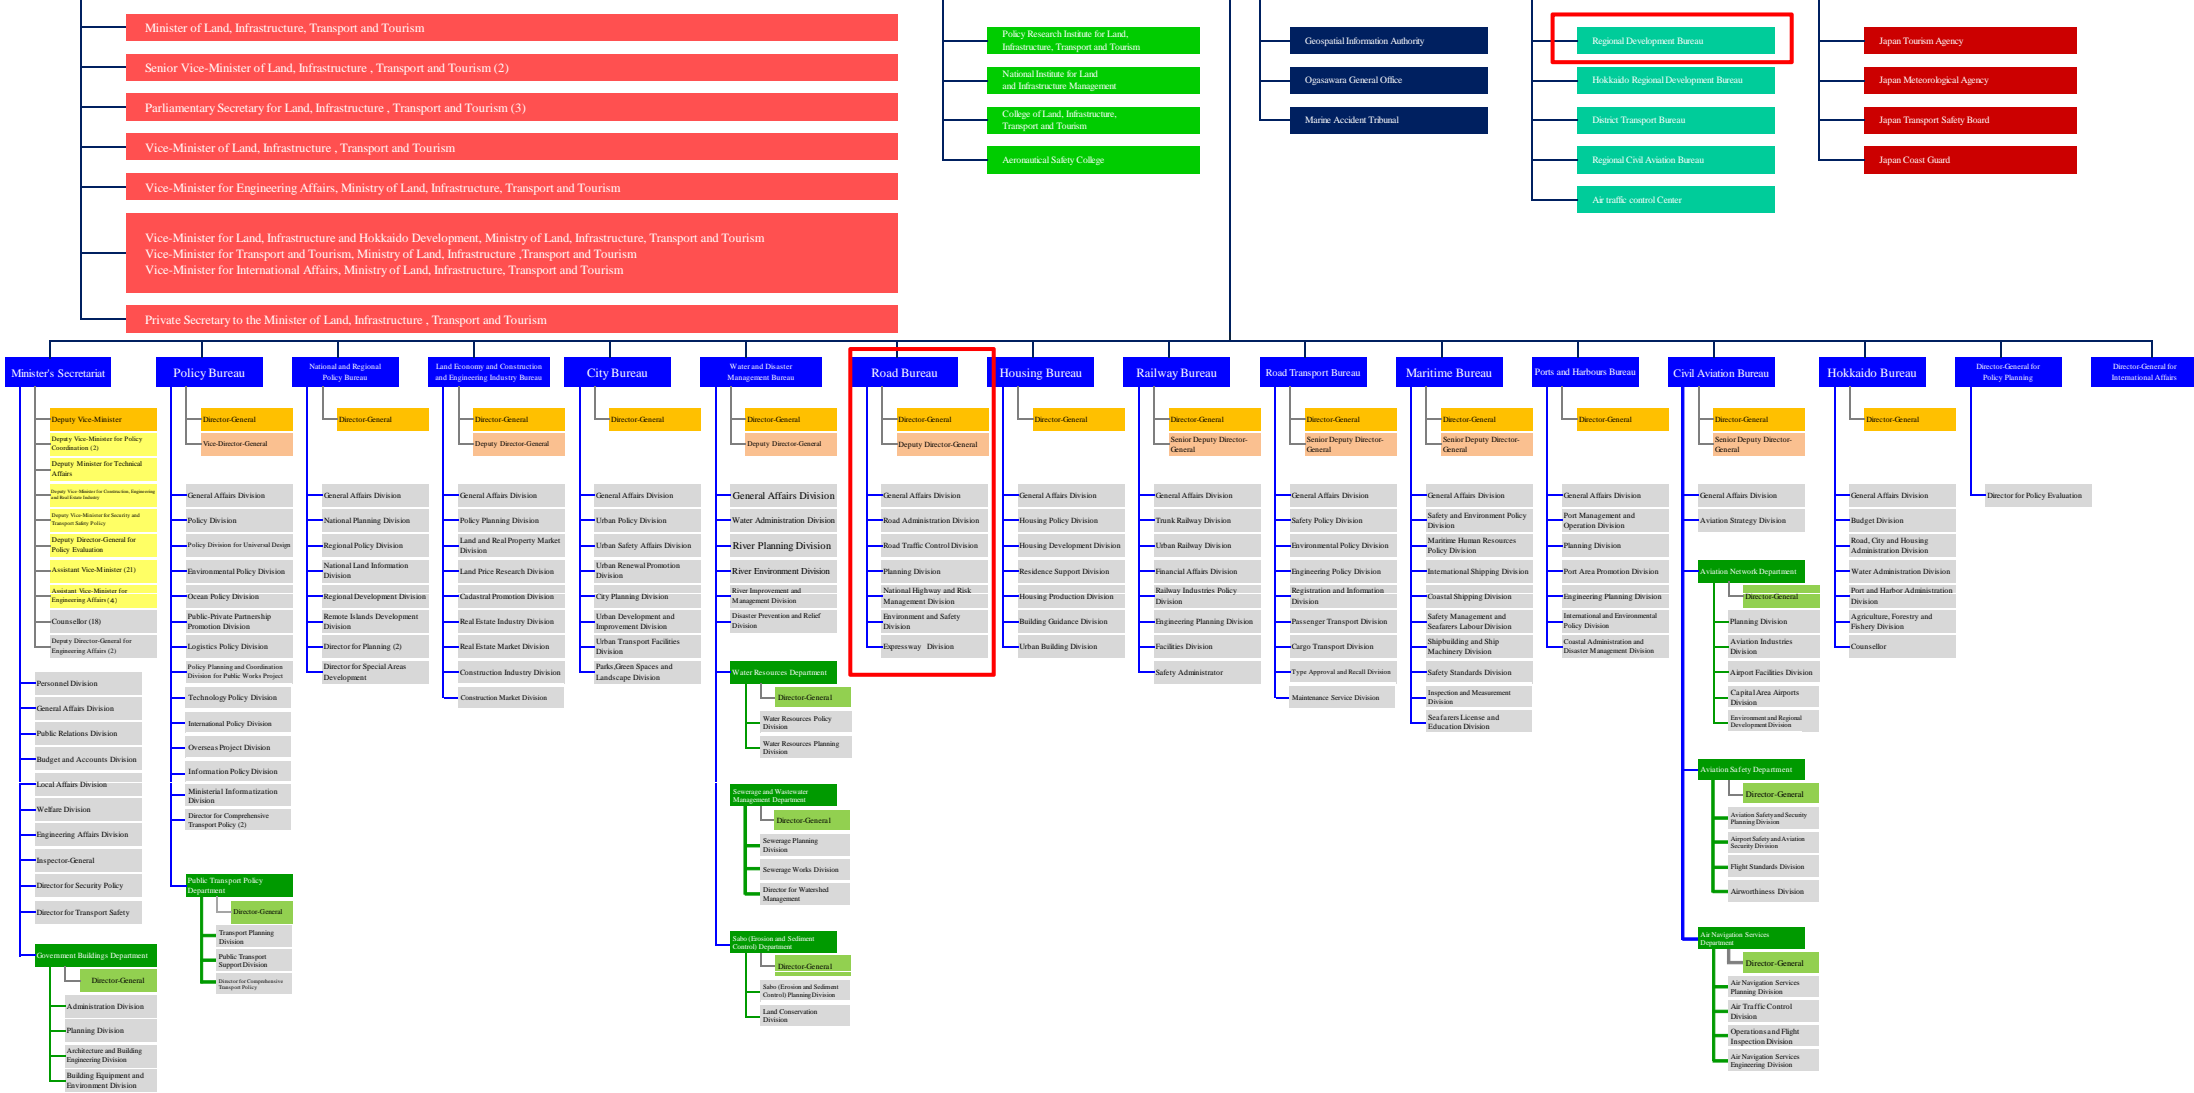 Minister of Land, Infrastructure, Transport and Tourism
Senior Vice-Minister of Land, Infrastructure , Transport and Tourism (2)
Parliamentary Secretary for Land, Infrastructure , Transport and Tourism (3)
Vice-Minister of Land, Infrastructure , Transport and Tourism
Vice-Minister for Engineering Affairs, Ministry of Land, Infrastructure, Transport and Tourism
Vice-Minister for Land, Infrastructure and Hokkaido Development, Ministry of Land, Infrastructure, Transport and Tourism
Vice-Minister for Transport and Tourism, Ministry of Land, Infrastructure ,Transport and Tourism
Vice-Minister for International Affairs, Ministry of Land, Infrastructure, Transport and Tourism
Private Secretary to the Minister of Land, Infrastructure , Transport and Tourism
Policy Research Institute for Land,
Infrastructure, Transport and Tourism
National Institute for Land
and Infrastructure Management
College of Land, Infrastructure,
Transport and Tourism
Aeronautical Safety College
Geospatial Information Authority
Ogasawara General Office
Marine Accident Tribunal
Regional Development Bureau
Hokkaido Regional Development Bureau
District Transport Bureau
Regional Civil Aviation Bureau
Air traffic control Center
Japan Tourism Agency
Japan Meteorological Agency
Japan Transport Safety Board
Japan Coast Guard
Minister's Secretariat
Deputy Vice-Minister
Deputy Vice-Minister for Policy
Coordination (2)
Deputy Minister for Technical
Affairs
Deputy Vice-Minister for Construction, Engineering
and Real Estate Industry
Deputy Vice-Minister for Security and
Transport Safety Policy
Deputy Director-General for
Policy Evaluation
Assistant Vice-Minister (21)
Assistant Vice-Minister for
Engineering Affairs (4)
Counsellor (18)
Deputy Director-General for
Engineering Affairs (2)
Personnel Division
General Affairs Division
Public Relations Division
Budget and Accounts Division
Local Affairs Division
Welfare Division
Engineering Affairs Division
Inspector-General
Director for Security Policy
Director for Transport Safety
Government Buildings Department
Director-General
Administration Division
Planning Division
Architecture and Building
Engineering Division
Building Equipment and
Environment Division
Policy Bureau
Director-General
Vice-Director-General
General Affairs Division
Policy Division
Policy Division for Universal Design
Environmental Policy Division
Ocean Policy Division
Public-Private Partnership
Promotion Division
Logistics Policy Division
Policy Planning and Coordination
Division for Public Works Project
Technology Policy Division
International Policy Division
Overseas Project Division
Information Policy Division
Ministerial Informatization
Division
Director for Comprehensive
Transport Policy (2)
Public Transport Policy
Department
Director-General
Transport Planning
Division
Public Transport
Support Division
Director for Comprehensive
Transport Policy
National and Regional
Policy Bureau
Director-General
General Affairs Division
National Planning Division
Regional Policy Division
National Land Information
Division
Regional Development Division
Remote Islands Development
Division
Director for Planning (2)
Director for Special Areas
Development
Land Economy and Construction
and Engineering Industry Bureau
Director-General
Deputy Director-General
General Affairs Division
Policy Planning Division
Land and Real Property Market
Division
Land Price Research Division
Cadastral Promotion Division
Real Estate Industry Division
Real Estate Market Division
Construction Industry Division
Construction Market Division
City Bureau
Director-General
General Affairs Division
Urban Policy Division
Urban Safety Affairs Division
Urban Renewal Promotion
Division
City Planning Division
Urban Development and
Improvement Division
Urban Transport Facilities
Division
Parks,Green Spaces and
Landscape Division
Water and Disaster
Management Bureau
Director-General
Deputy Director-General
General Affairs Division
Water Administration Division
River Planning Division
River Environment Division
River Improvement and
Management Division
Disaster Prevention and Relief
Division
Water Resources Department
Director-General
Water Resources Policy
Division
Water Resources Planning
Division
Sewerage and Wastewater
Management Department
Director-General
Sewerage Planning
Division
Sewerage Works Division
Director for Watershed
Management
Sabo (Erosion and Sediment
Control) Department
Director-General
Sabo (Erosion and Sediment
Control) Planning Division
Land Conservation
Division
Road Bureau
Director-General
Deputy Director-General
General Affairs Division
Road Administration Division
Road Traffic Control Division
Planning Division
National Highway and Risk
Management Division
Environment and Safety
Division
Expressway Division
Housing Bureau
Director-General
General Affairs Division
Housing Policy Division
Housing Development Division
Residence Support Division
Housing Production Division
Building Guidance Division
Urban Building Division
Railway Bureau
Director-General
Senior Deputy Director-
General
General Affairs Division
Trunk Railway Division
Urban Railway Division
Financial Affairs Division
Railway Industries Policy
Division
Engineering Planning Division
Facilities Division
Safety Administrator
Road Transport Bureau
Director-General
Senior Deputy Director-
General
General Affairs Division
Safety Policy Division
Environmental Policy Division
Engineering Policy Division
Registration and Information
Division
Passenger Transport Division
Cargo Transport Division
Type Approval and Recall Division
Maintenance Service Division
Maritime Bureau
Director-General
Senior Deputy Director-
General
General Affairs Division
Safety and Environment Policy
Division
Maritime Human Resources
Policy Division
International Shipping Division
Coastal Shipping Division
Safety Management and
Seafarers Labour Division
Shipbuilding and Ship
Machinery Division
Safety Standards Division
Inspection and Measurement
Division
Seafarers License and
Education Division
Ports and Harbours Bureau
Director-General
General Affairs Division
Port Management and
Operation Division
Planning Division
Port Area Promotion Division
Engineering Planning Division
International and Environmental
Policy Division
Coastal Administration and
Disaster Management Division
Civil Aviation Bureau
Director-General
Senior Deputy Director-
General
General Affairs Division
Aviation Strategy Division
Aviation Network Department
Director-General
Planning Division
Aviation Industries
Division
Airport Facilities Division
Capital Area Airports
Division
Environment and Regional
Development Division
Aviation Safety Department
Director-General
Aviation Safety and Security
Planning Division
Airport Safety and Aviation
Security Division
Flight Standards Division
Airworthiness Division
Air Navigation Services
Department
Director-General
Air Navigation Services
Planning Division
Air Traffic Control
Division
Operations and Flight
Inspection Division
Air Navigation Services
Engineering Division
Hokkaido Bureau
Director-General
General Affairs Division
Budget Division
Road, City and Housing
Administration Division
Water Administration Division
Port and Harbor Administration
Division
Agriculture, Forestry and
Fishery Division
Counsellor
Director-General for
Policy Planning
Director for Policy Evaluation
Director-General for
International Affairs